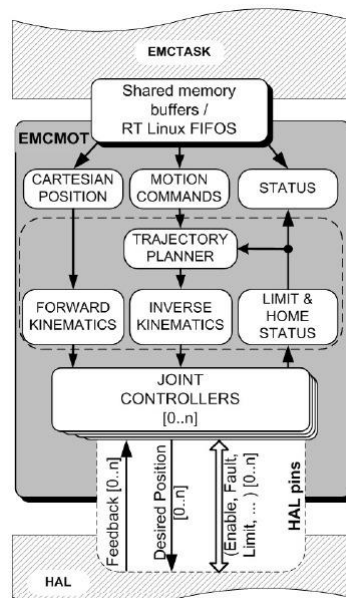 EMCTASK
Shared memory
buffers /
RT Linux FIFOS
EMCMOT
CARTESIAN
POSITION
MOTION
COMMANDS
STATUS
TRAJECTORY
PLANNER
FORWARD
KINEMATICS
INVERSE
KINEMATICS
LIMIT &
HOME
STATUS
JOINT
CONTROLLERS
[0..n]
Feedback [0..n]
Desired Position
[0..n]
(Enable, Fault,
Limit, ... ) [0..n]
HAL pins
HAL